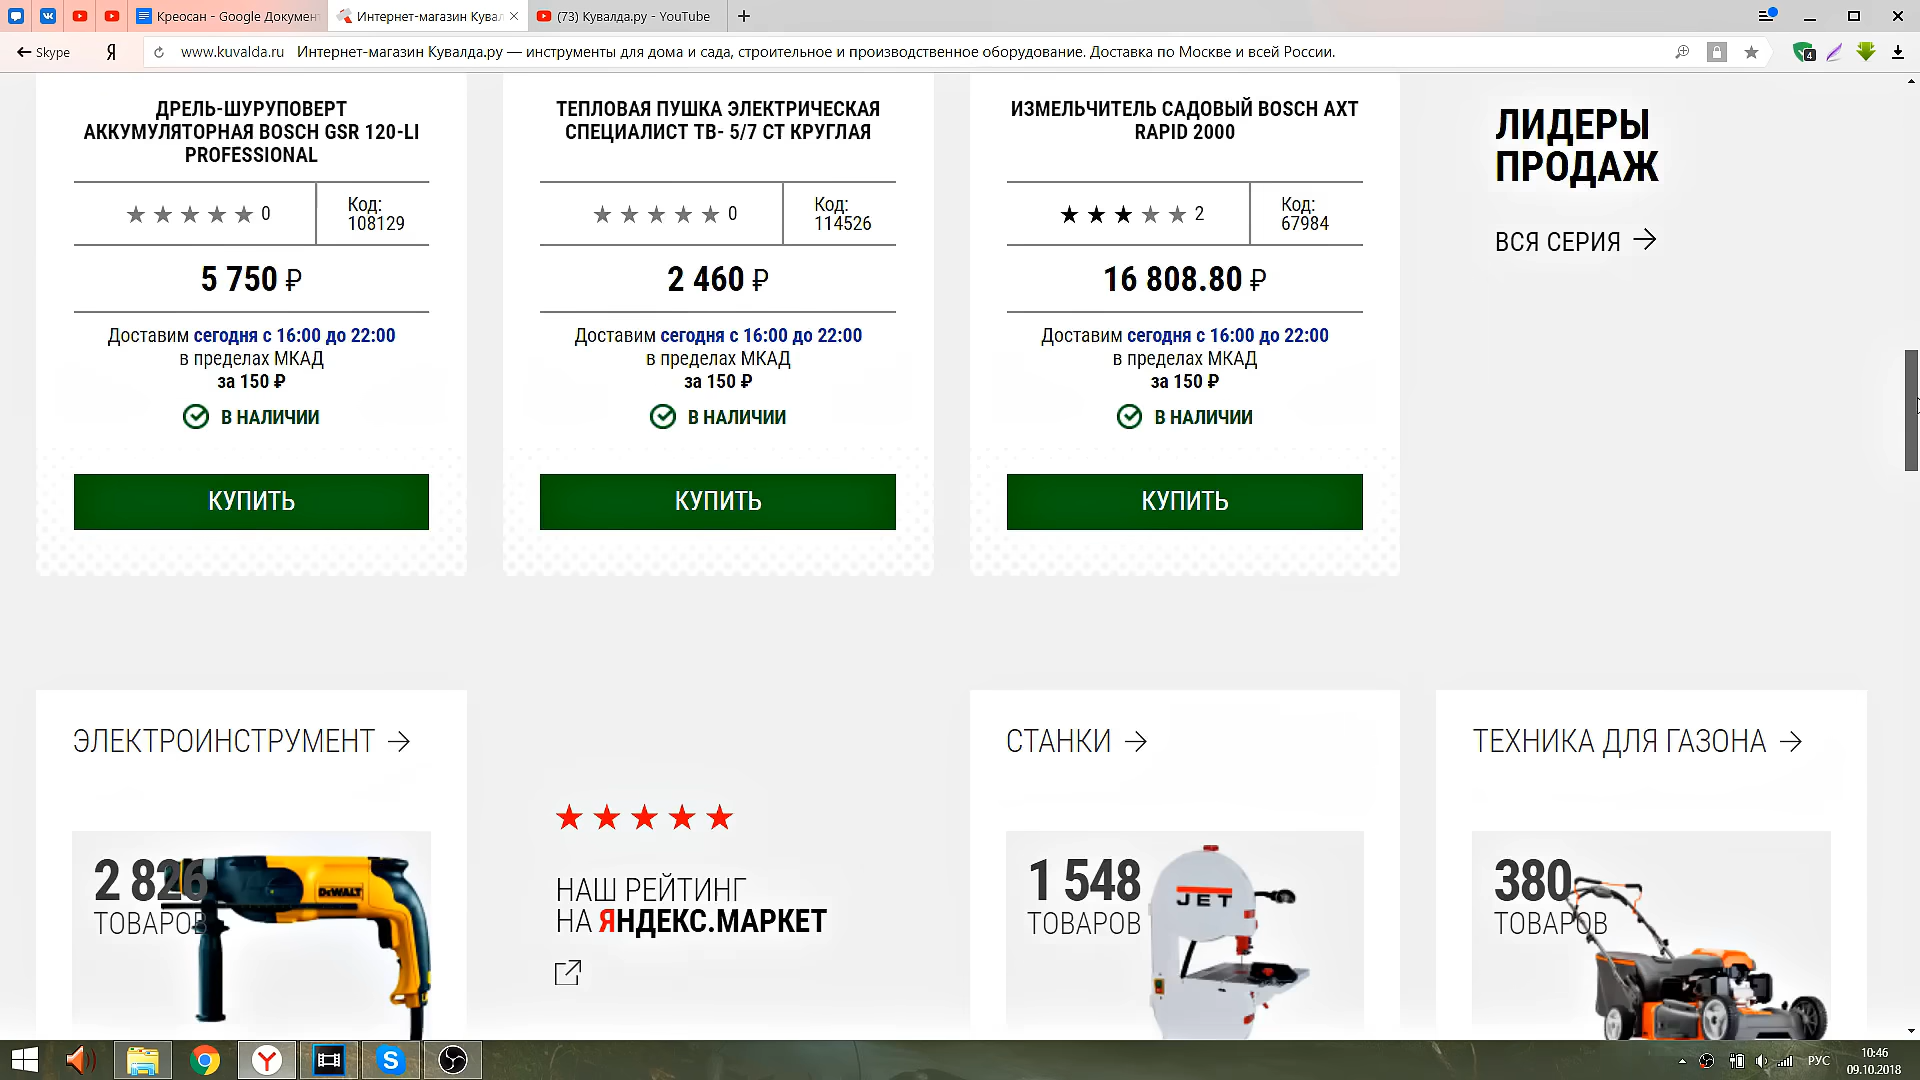 Креосан - Google Документ
Интернет-магазин Кувал
(73) Кувалда.ру - YouTube
Skype
Я
www.kuvalda.ru
Интернет-магазин Кувалда.ру — инструменты для дома и сада, строительное и производственное оборудование. Доставка по Москве и всей России.
4
ДРЕЛЬ-ШУРУПОВЕРТ
АККУМУЛЯТОРНАЯ BOSCH GSR 120-LI
PROFESSIONAL
0
Код:
108129
5 750 ₽
Доставим сегодня с 16:00 до 22:00
в пределах МКАД
за 150 ₽
В НАЛИЧИИ
КУПИТЬ
ТЕПЛОВАЯ ПУШКА ЭЛЕКТРИЧЕСКАЯ
СПЕЦИАЛИСТ ТВ- 5/7 СТ КРУГЛАЯ
0
Код:
114526
2 460 ₽
Доставим сегодня с 16:00 до 22:00
в пределах МКАД
за 150 ₽
В НАЛИЧИИ
КУПИТЬ
ИЗМЕЛЬЧИТЕЛЬ САДОВЫЙ BOSCH AXT
RAPID 2000
2
Код:
67984
16 808.80 ₽
Доставим сегодня с 16:00 до 22:00
в пределах МКАД
за 150 ₽
В НАЛИЧИИ
КУПИТЬ
ЛИДЕРЫ
ПРОДАЖ
ВСЯ СЕРИЯ
ЭЛЕКТРОИНСТРУМЕНТ
2 826
ТОВАРОВ
DEWALT
НАШ РЕЙТИНГ
НА ЯНДЕКС.МАРКЕТ
СТАНКИ
1 548
ТОВАРОВ
JET
ТЕХНИКА ДЛЯ ГАЗОНА
380
ТОВАРОВ
РУС
10:46
09.10.2018